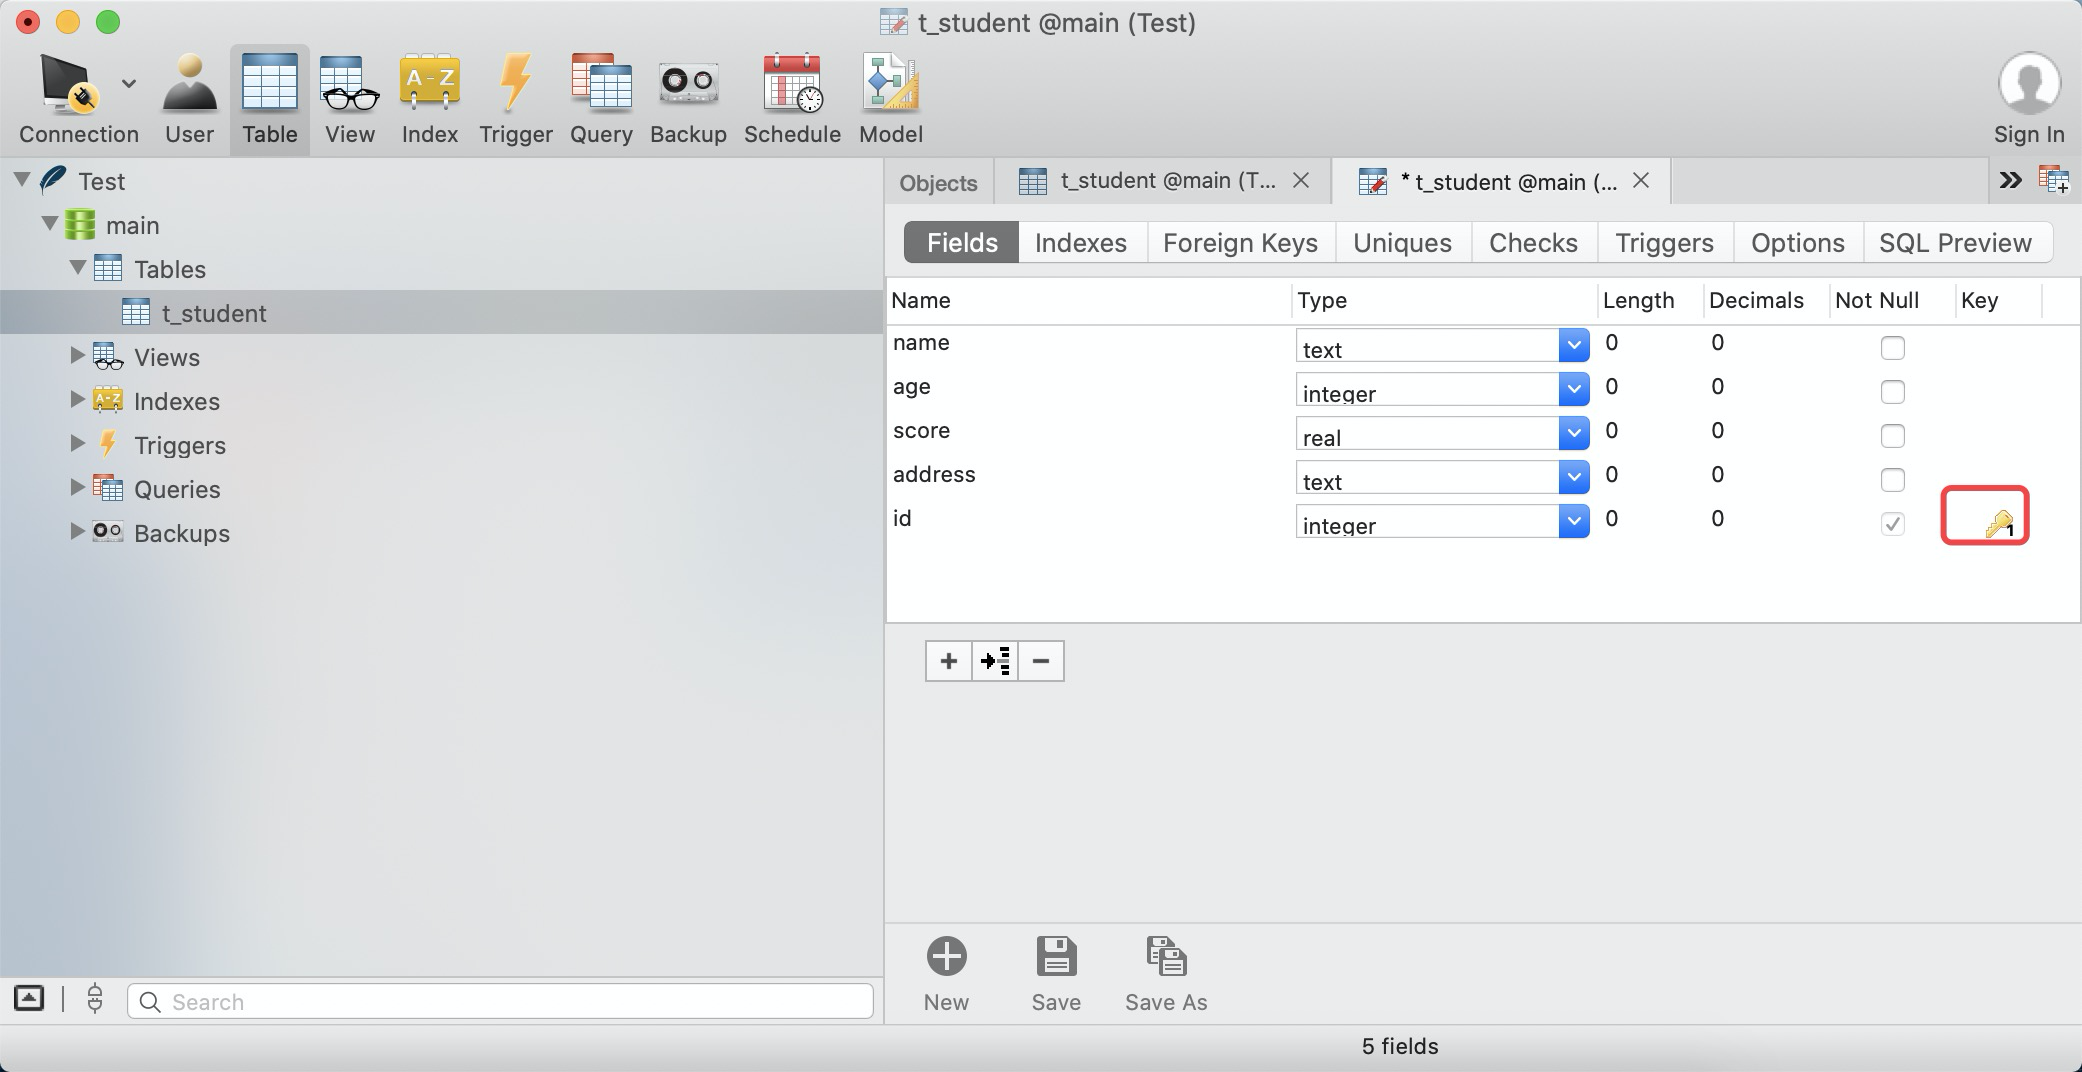 t_student @main (Test)
Connection User Table View Index Trigger Query Backup Schedule Model Sign In
A-Z
Test
main
Tables
t_student
Views
A-Z
Indexes
Triggers
Queries
Backups
Search
Objects t_student @main (T... * t_student @main (...
Fields Indexes Foreign Keys Uniques Checks Triggers Options SQL Preview
Name Type Length Decimals Not Null Key
name text 0 0
age integer 0 0
score real 0 0
address text 0 0
id integer 0 0 1
New Save Save As
5 fields